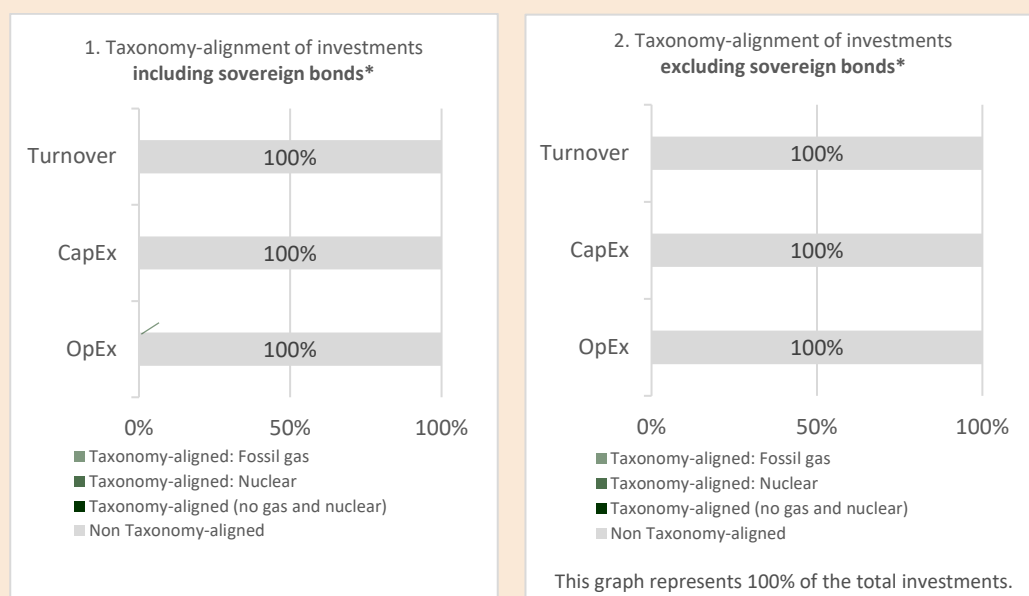 1. Taxonomy-alignment of investments
including sovereign bonds*
Turnover
100%
CapEx
100%
OpEx
100%
0% 50% 100%
Taxonomy-aligned: Fossil gas
Taxonomy-aligned: Nuclear
Taxonomy-aligned (no gas and nuclear)
Non Taxonomy-aligned
2. Taxonomy-alignment of investments
excluding sovereign bonds*
Turnover
100%
CapEx
100%
OpEx
100%
0% 50% 100%
Taxonomy-aligned: Fossil gas
Taxonomy-aligned: Nuclear
Taxonomy-aligned (no gas and nuclear)
Non Taxonomy-aligned
This graph represents 100% of the total investments.